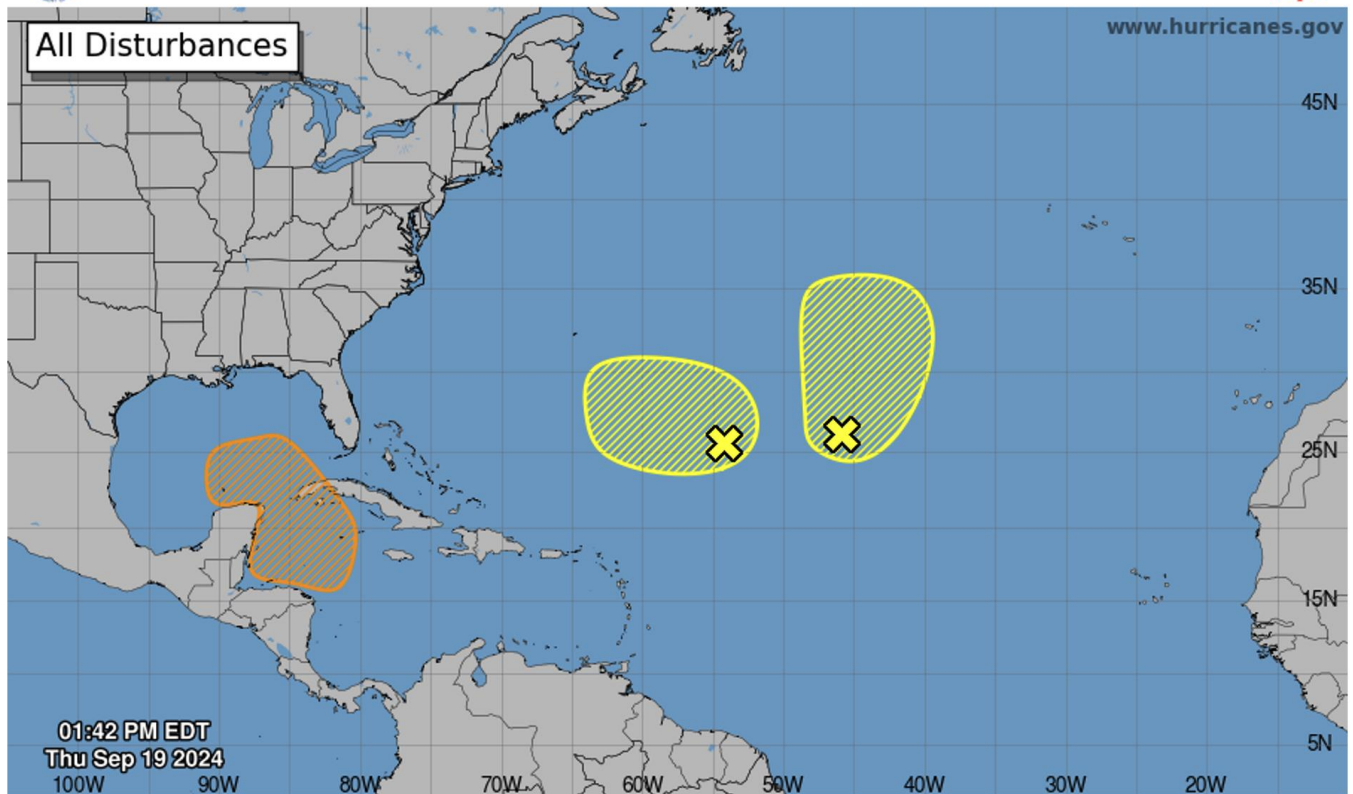 www.hurricanes.gov
All Disturbances
45N
35N
25N
15N
5N
01:42 PM EDT
Thu Sep 19 2024
100W 90W 80W 70W 60W 50W 40W 30W 20W